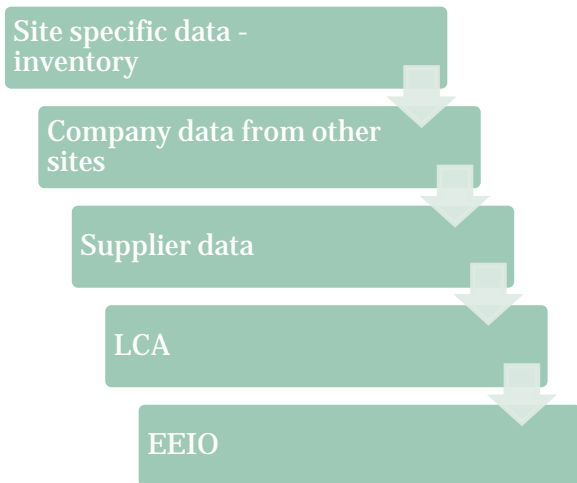 Site specific data -
inventory
Company data from other
sites
Supplier data
LCA
EEIO